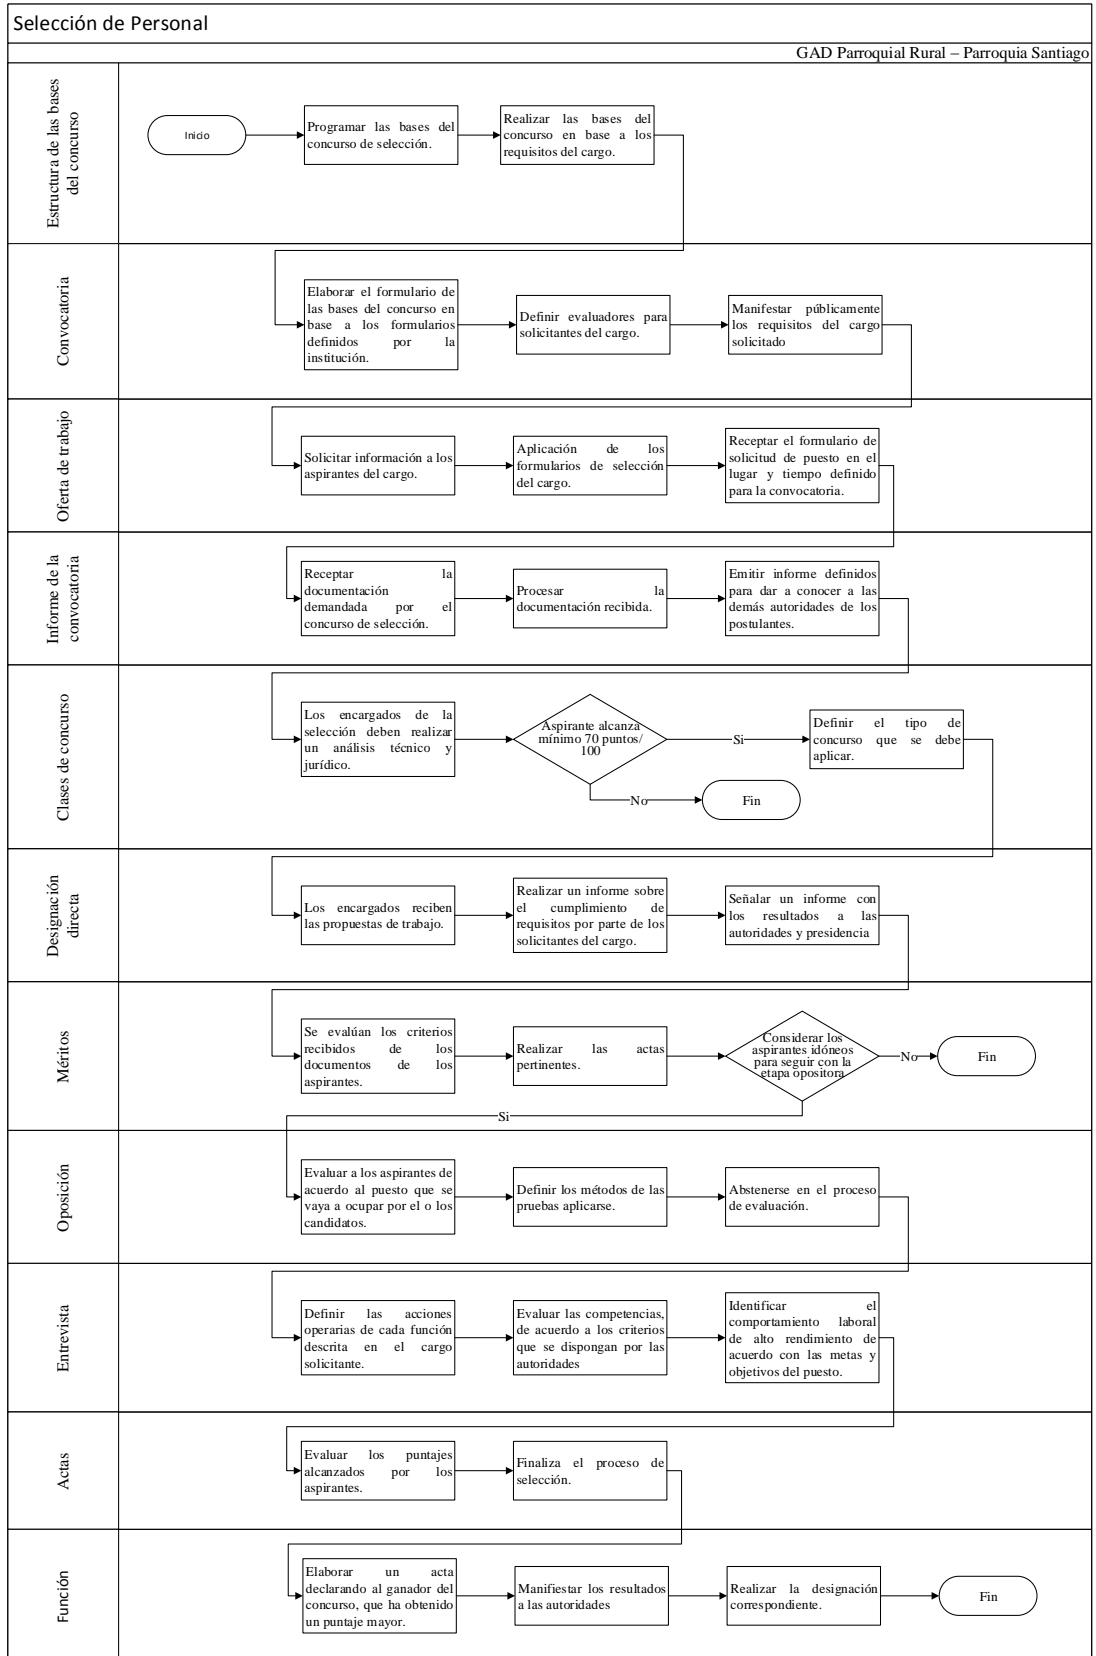 Selección de Personal
GAD Parroquial Rural – Parroquia Santiago
Estructura de las bases
del concurso
Inicio
Programar las bases del
concurso de selección.
Realizar las bases del
concurso en base a los
requisitos del cargo.
Convocatoria
Elaborar el formulario de
las bases del concurso en
base a los formularios
definidos por la
institución.
Definir evaluadores para
solicitantes del cargo.
Manifestar públicamente
los requisitos del cargo
solicitado
Oferta de trabajo
Solicitar información a los
aspirantes del cargo.
Aplicación de los
formularios de selección
del cargo.
Receptar el formulario de
solicitud de puesto en el
lugar y tiempo definido
para la convocatoria.
Informe de la
convocatoria
Receptar la
documentación
demandada por el
concurso de selección.
Procesar la
documentación recibida.
Emitir informe definidos
para dar a conocer a las
demás autoridades de los
postulantes.
Clases de concurso
Los encargados de la
selección deben realizar
un análisis técnico y
jurídico.
Aspirante alcanza
mínimo 70 puntos/
100
Si
Definir el tipo de
concurso que se debe
aplicar.
No
Fin
Designación
directa
Los encargados reciben
las propuestas de trabajo.
Realizar un informe sobre
el cumplimiento de
requisitos por parte de los
solicitantes del cargo.
Señalar un informe con
los resultados a las
autoridades y presidencia
Méritos
Se evalúan los criterios
recibidos de los
documentos de los
aspirantes.
Realizar las actas
pertinentes.
Considerar los
aspirantes idóneos
para seguir con la
etapa opositora
No
Fin
Si
Oposición
Evaluar a los aspirantes de
acuerdo al puesto que se
vaya a ocupar por el o los
candidatos.
Definir los métodos de las
pruebas aplicarse.
Abstenerse en el proceso
de evaluación.
Entrevista
Definir las acciones
operarias de cada función
descrita en el cargo
solicitante.
Evaluar las competencias,
de acuerdo a los criterios
que se dispongan por las
autoridades
Identificar el
comportamiento laboral
de alto rendimiento de
acuerdo con las metas y
objetivos del puesto.
Actas
Evaluar los puntajes
alcanzados por los
aspirantes.
Finaliza el proceso de
selección.
Función
Elaborar un acta
declarando al ganador del
concurso, que ha obtenido
un puntaje mayor.
Manifiestar los resultados
a las autoridades
Realizar la designación
correspondiente.
Fin